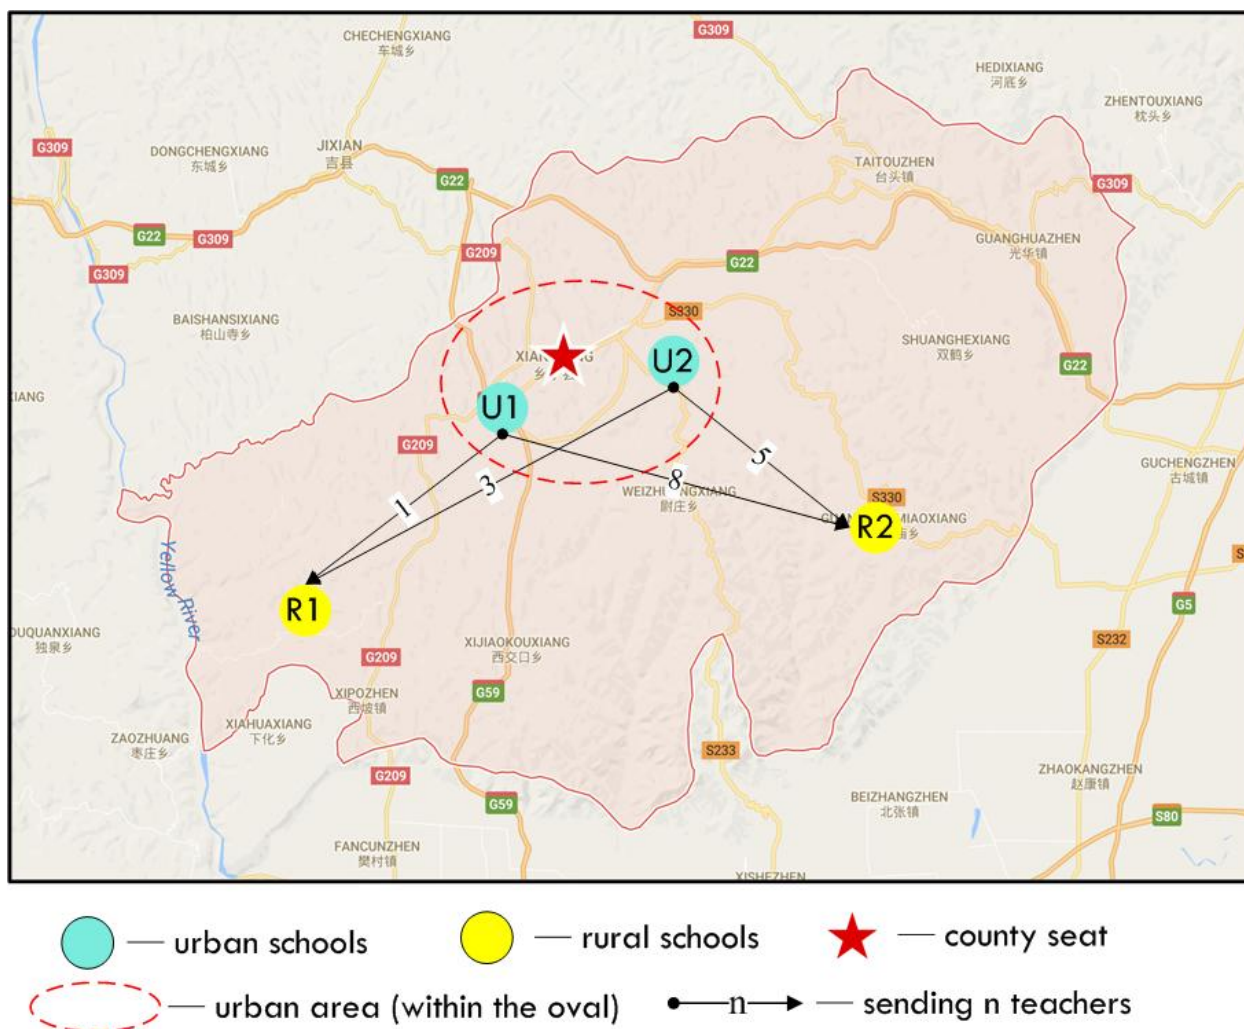 G309
CHECHENGXIANG
车城乡
HEDIXIANG
河底乡
ZHENTOUXIANG
枕头乡
G309
DONGCHENGXIANG
东城乡
JIXIAN
吉县
TAITOUZHEN
台头镇
G22
G309
G22
G309
G209
G22
GUANGHUAZHEN
光华镇
G309
BAISHANSIXIANG
柏山寺乡
S330
SHUANGHEXIANG
双鹤乡
U2
G22
IANG
U1
G209
5
3
8
1
GUCHENGZHEN
古城镇
S330
R2
Yellow River
R1
G5
OUQUANXIANG
独泉乡
S232
XIJIAOKOUXIANG
西交口乡
G209
G59
XIPOZHEN
西坡镇
XIAHUAXIANG
下化乡
ZAOZHUANG
枣庄乡
S233
G209
ZHAOKANGZHEN
赵康镇
BEIZHANGZHEN
北张镇
G59
S80
FANCUNZHEN
樊村镇
XISHEZHEN
urban schools
rural schools
county seat
urban area (within the oval)
n
sending n teachers